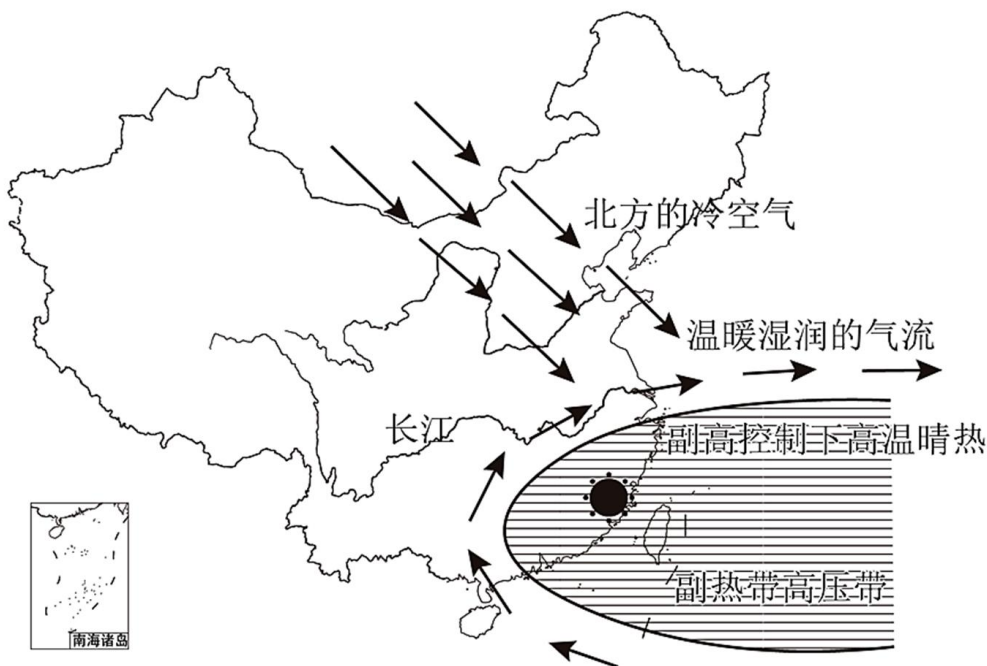 北方的冷空气
温暖湿润的气流
长江
副高控制下高温晴热
副热带高压带
南海诸岛